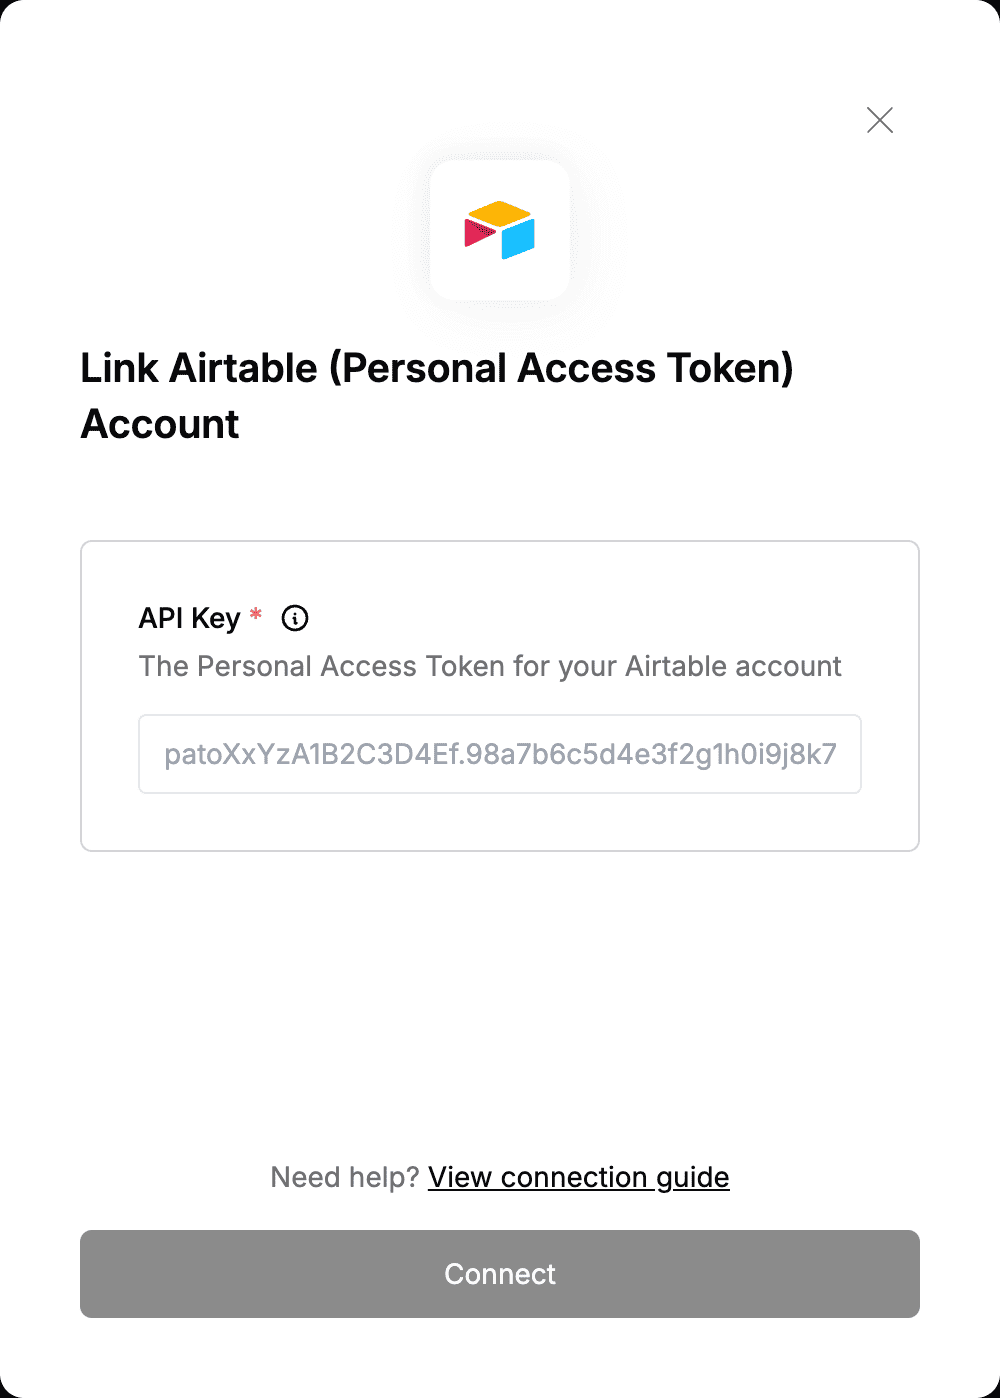 Link Airtable (Personal Access Token)
Account
API Key *
The Personal Access Token for your Airtable account
patoXxYzA1B2C3D4Ef.98a7b6c5d4e3f2g1h0i9j8k7
Need help? View connection guide
Connect